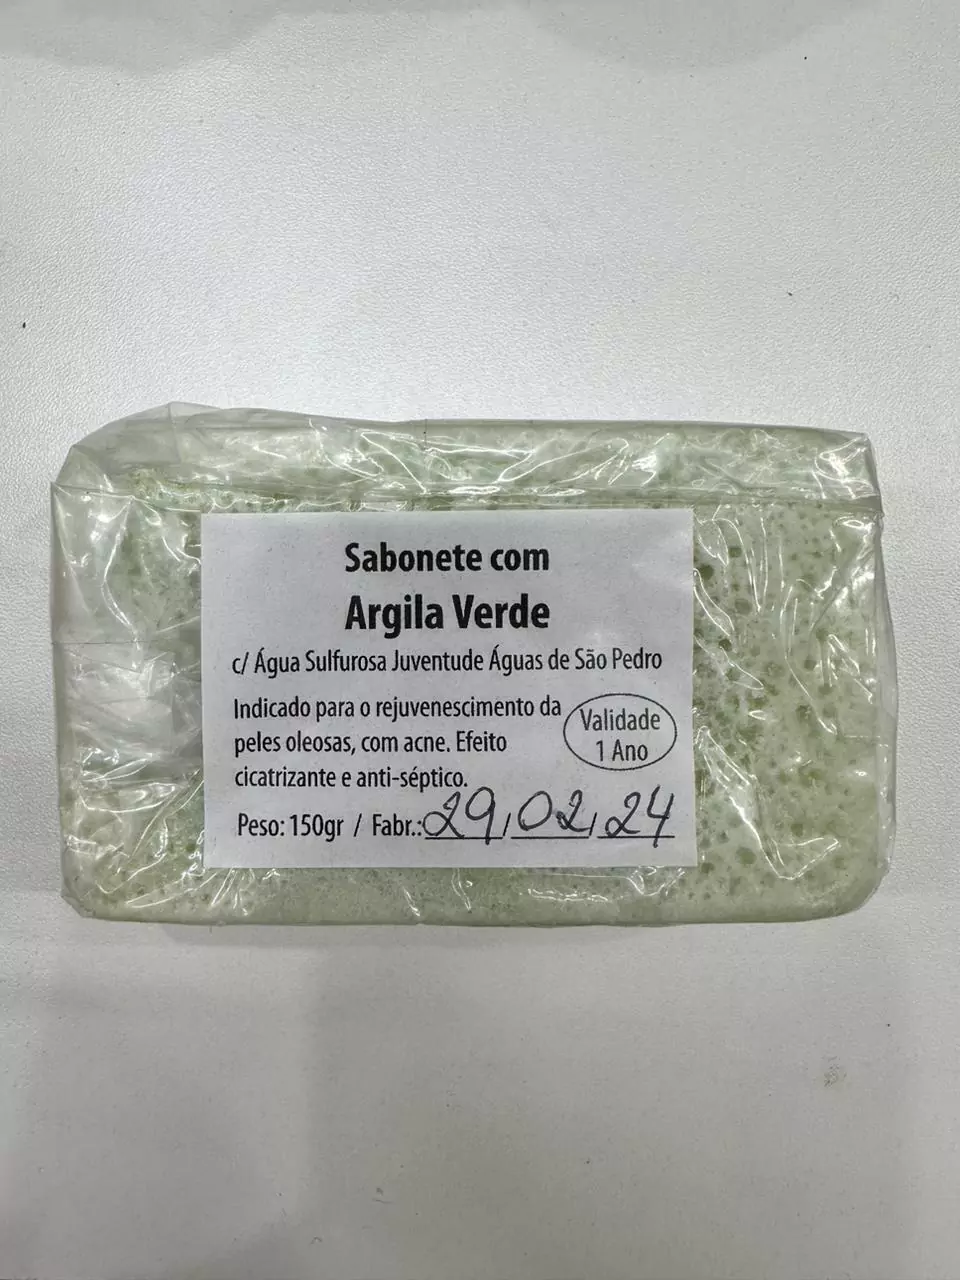 Sabonete com
Argila Verde
c/ Água Sulfurosa Juventude Águas de São Pedro
Indicado para o rejuvenescimento da
peles oleosas, com acne. Efeito
cicatrizante e anti-séptico.
Validade
1 Ano
Peso: 150gr / Fabr.: 29, 02, 24